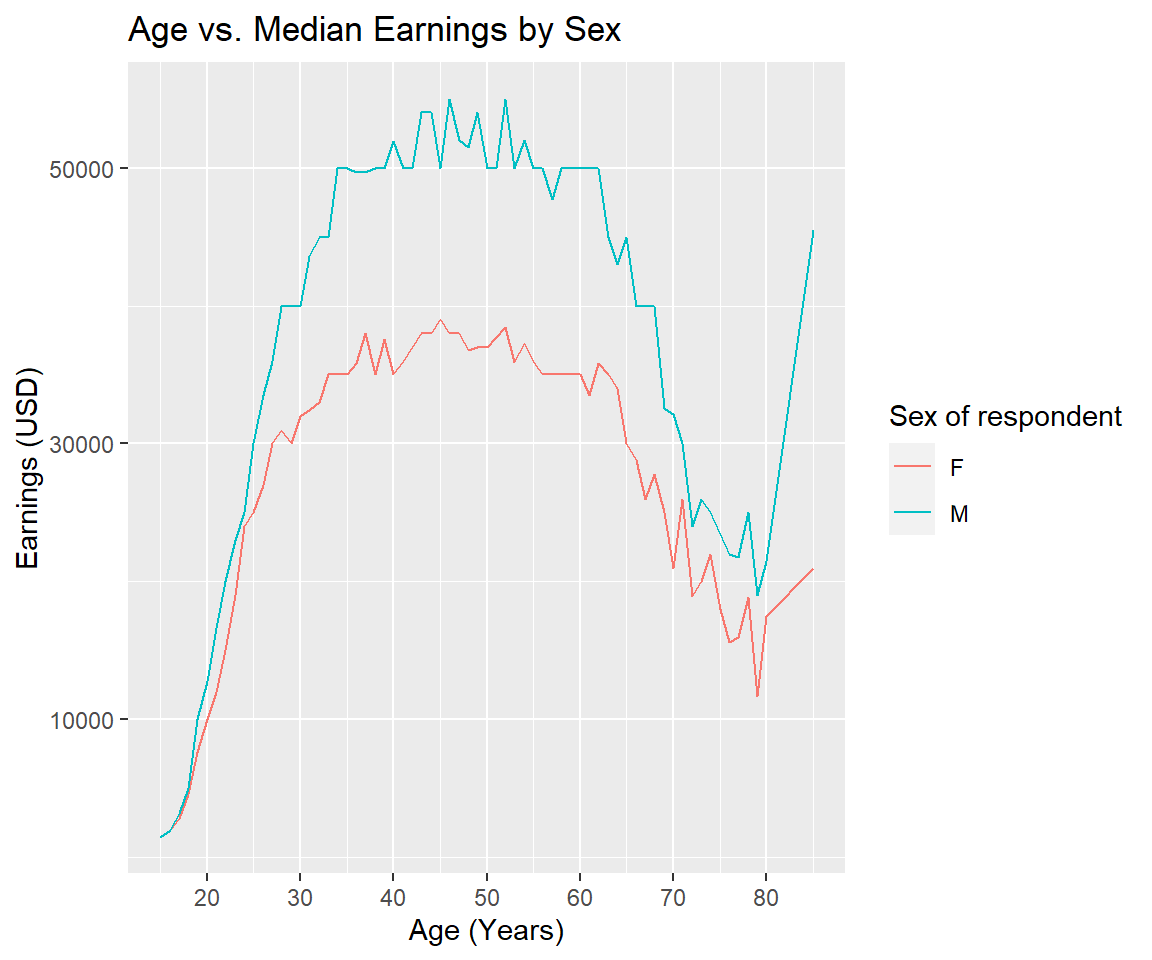 Age vs. Median Earnings by Sex
50000
30000
10000
Earnings (USD)
20 30 40 50 60 70 80
Age (Years)
Sex of respondent
F
M